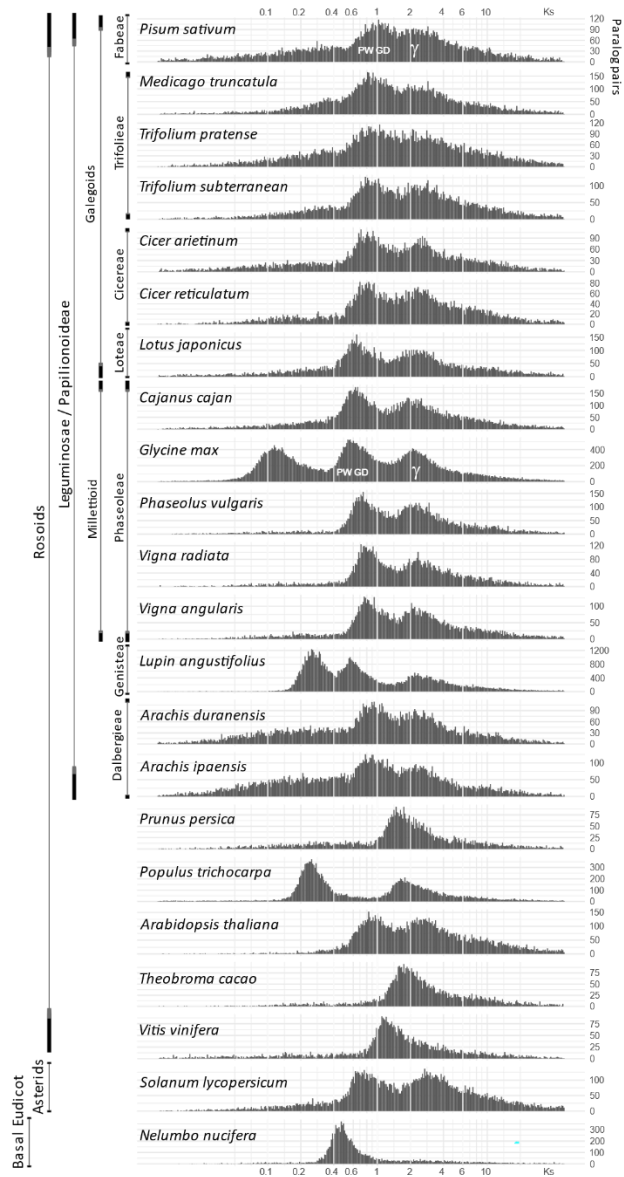 0.1 0.2 0.4 0.6 1 2 4 6 10 Ks
Paralog pairs
Rosoids
Leguminosae / Papilionoideae
Galegoids
Fabeae
Pisum sativum
PW GD γ
120
90
60
30
0
Trifolieae
Medicago truncatula
150
100
50
0
Trifolium pratense
120
90
60
30
0
Trifolium subterranean
100
50
0
Cicereae
Cicer arietinum
90
60
30
0
Cicer reticulatum
80
60
40
20
0
Loteae
Lotus japonicus
150
100
50
0
Millettioid
Phaseoleae
Cajanus cajan
150
100
50
0
Glycine max
PW GD γ
400
200
0
Phaseolus vulgaris
150
100
50
0
Vigna radiata
120
80
40
0
Vigna angularis
100
50
0
Genisteae
Lupin angustifolius
1200
800
400
0
Dalbergieae
Arachis duranensis
90
60
30
0
Arachis ipaensis
100
50
0
Prunus persica
75
50
25
0
Populus trichocarpa
300
200
100
0
Arabidopsis thaliana
150
100
50
0
Theobroma cacao
75
50
25
0
Vitis vinifera
75
50
25
0
Asterids
Solanum lycopersicum
100
50
0
Basal Eudicot
Nelumbo nucifera
300
200
100
0
0.1 0.2 0.4 0.6 1 2 4 6 10 Ks